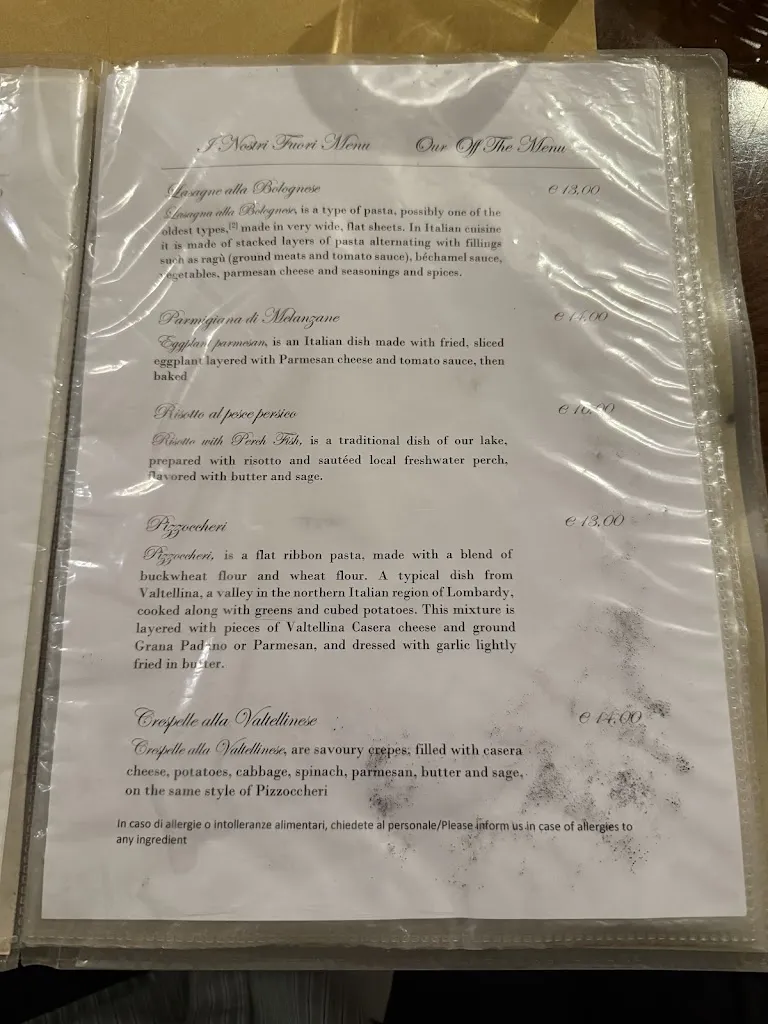 I Nostri Fuori Menu Our Off The Menu
Lasagne alla Bolognese € 13,00
Lasagna alla Bolognese, is a type of pasta, possibly one of the
oldest types,[2] made in very wide, flat sheets. In Italian cuisine
it is made of stacked layers of pasta alternating with fillings
such as ragù (ground meats and tomato sauce), béchamel sauce,
vegetables, parmesan cheese and seasonings and spices.
Parmigiana di Melanzane € 14,00
Eggplant parmesan, is an Italian dish made with fried, sliced
eggplant layered with Parmesan cheese and tomato sauce, then
baked
Risotto al pesce persico €
Risotto with Perch Fish, is a traditional dish of our lake,
prepared with risotto and sautéed local freshwater perch,
flavored with butter and sage.
Pizzoccheri € 13,00
Pizzoccheri, is a flat ribbon pasta, made with a blend of
buckwheat flour and wheat flour. A typical dish from
Valtellina, a valley in the northern Italian region of Lombardy,
cooked along with greens and cubed potatoes. This mixture is
layered with pieces of Valtellina Casera cheese and ground
Grana Padano or Parmesan, and dressed with garlic lightly
fried in butter.
Crespelle alla Valtellinese € 14,00
Crespelle alla Valtellinese, are savoury crepes, filled with casera
cheese, potatoes, cabbage, spinach, parmesan, butter and sage,
on the same style of Pizzoccheri
In caso di allergie o intolleranze alimentari, chiedete al personale/Please inform us in case of allergies to
any ingredient